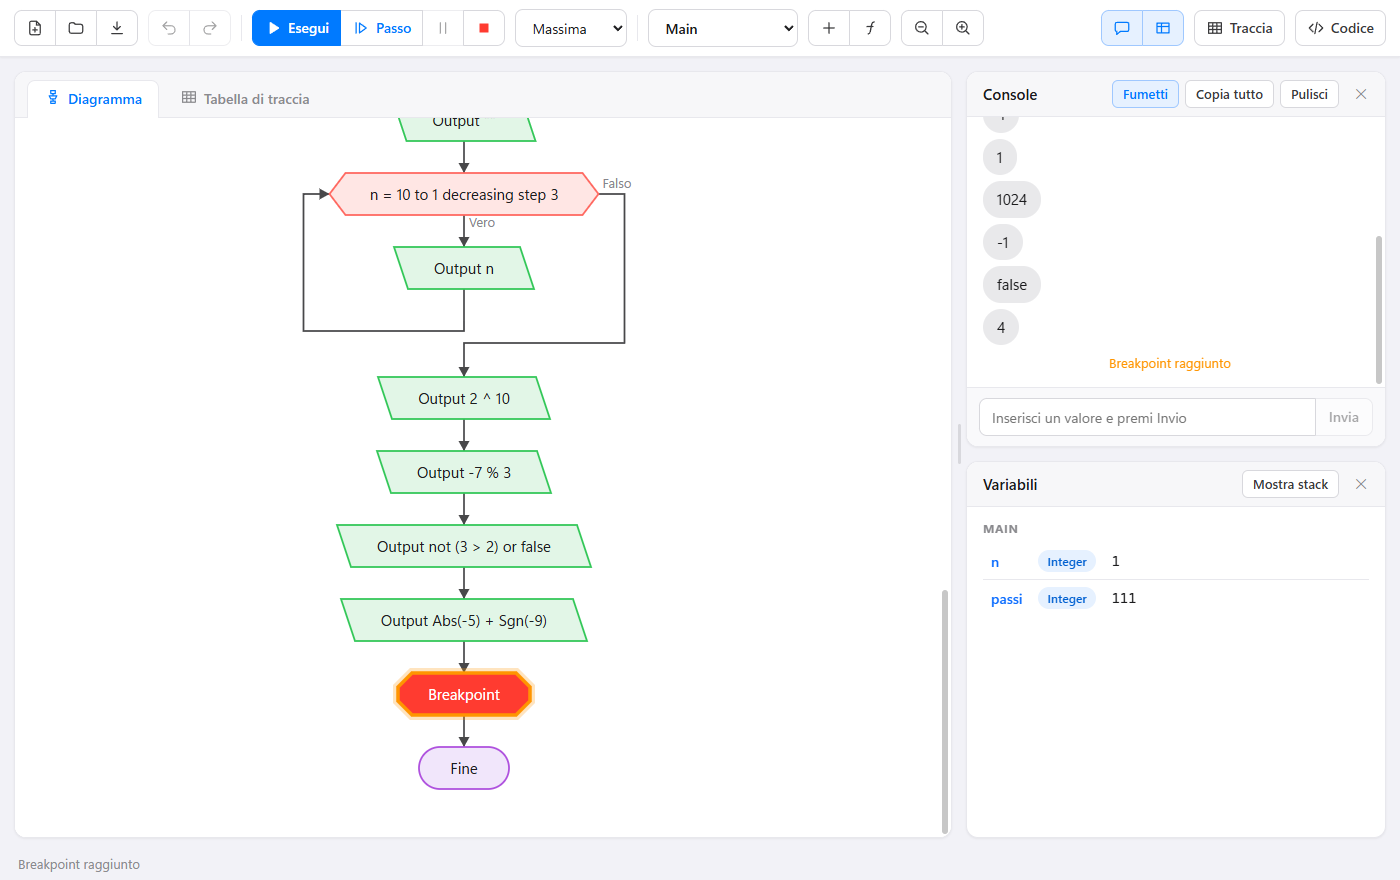 Esegui
Passo
Massima
Main
Traccia
Codice
Diagramma
Tabella di traccia
Output
n = 10 to 1 decreasing step 3
Falso
Vero
Output n
Output 2 ^ 10
Output -7 % 3
Output not (3 > 2) or false
Output Abs(-5) + Sgn(-9)
Breakpoint
Fine
Console
Fumetti
Copia tutto
Pulisci
1
1024
-1
false
4
Breakpoint raggiunto
Inserisci un valore e premi Invio
Invia
Variabili
Mostra stack
MAIN
n Integer 1
passi Integer 111
Breakpoint raggiunto